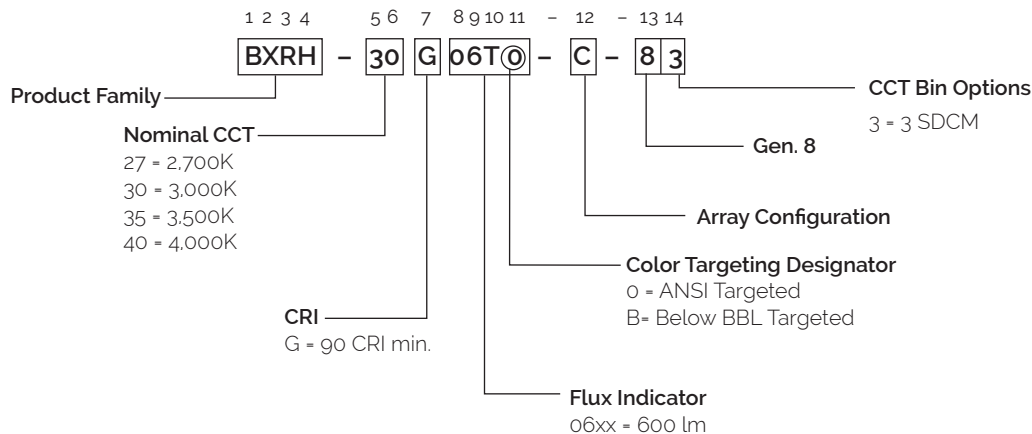 1 2 3 4 5 6 7 8 9 10 11 – 12 – 13 14
BXRH – 30 G 06T0 – C – 8 3
Product Family
CCT Bin Options
3 = 3 SDCM
Nominal CCT
27 = 2,700K
30 = 3,000K
35 = 3,500K
40 = 4,000K
Gen. 8
Array Configuration
Color Targeting Designator
0 = ANSI Targeted
B= Below BBL Targeted
CRI
G = 90 CRI min.
Flux Indicator
06xx = 600 lm